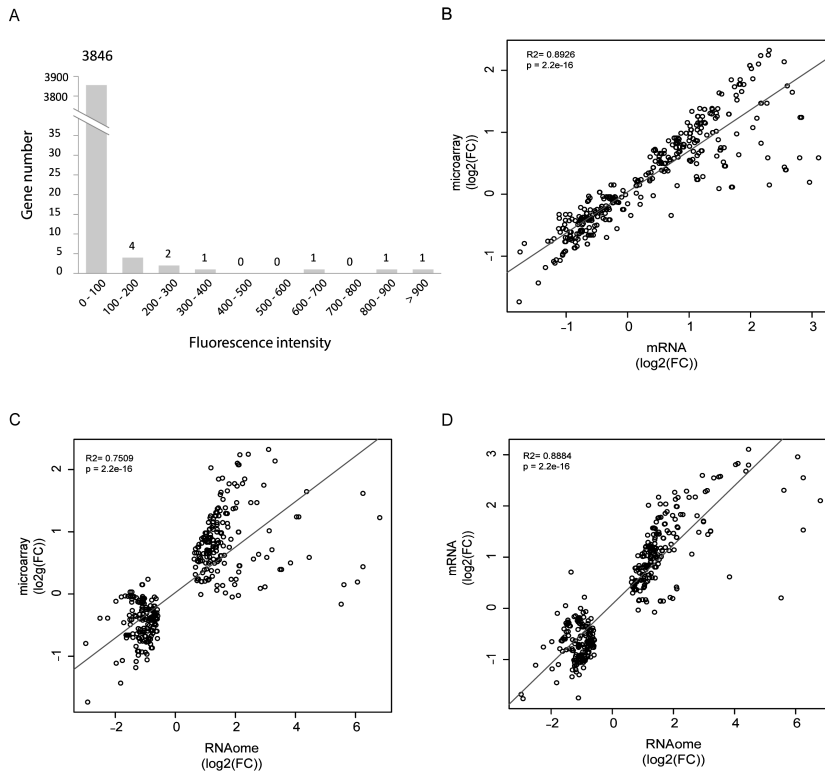 A
3846
3900
3800
35
30
25
20
15
10
5
0
Gene number
4
2
1
0
0
1
0
1
1
0 - 100
100 - 200
200 - 300
300 - 400
400 - 500
500 - 600
600 - 700
700 - 800
800 - 900
> 900
Fluorescence intensity
B
R2= 0.8926
p = 2.2e-16
2
1
0
-1
microarray
(log2(FC))
-1 0 1 2 3
mRNA
(log2(FC))
C
R2= 0.7509
p = 2.2e-16
2
1
0
-1
microarray
(lo2g(FC))
-2 0 2 4 6
RNAome
(log2(FC))
D
R2= 0.8884
p = 2.2e-16
3
2
1
0
-1
mRNA
(log2(FC))
-2 0 2 4 6
RNAome
(log2(FC))